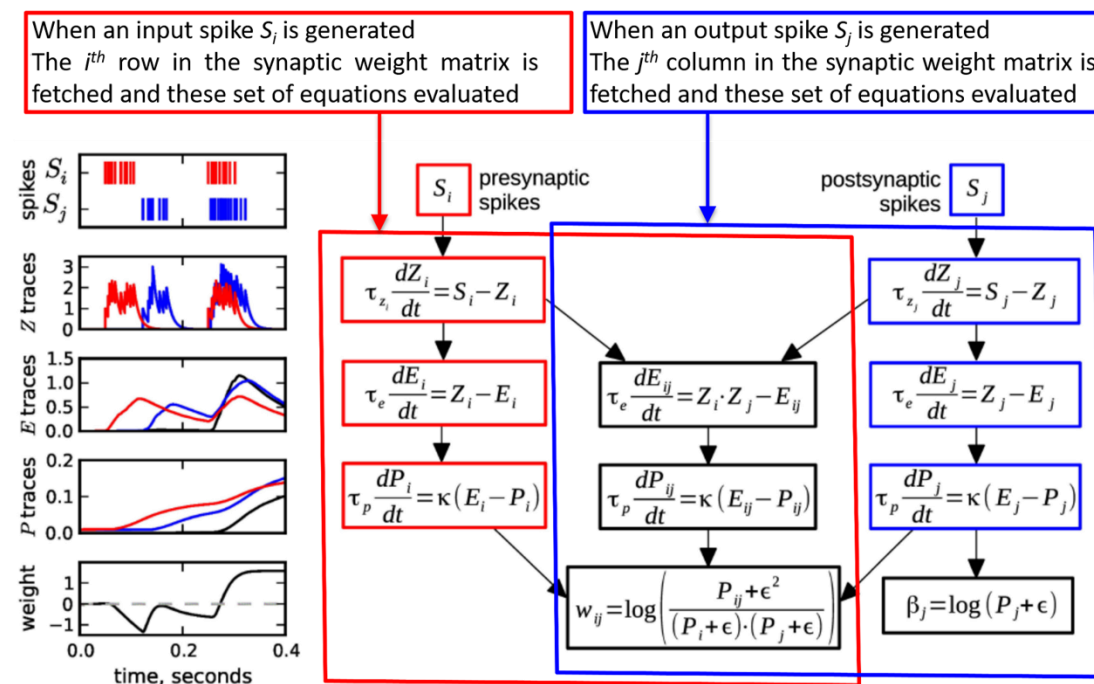 When an input spike S_i is generated
The i^th row in the synaptic weight matrix is
fetched and these set of equations evaluated
When an output spike S_j is generated
The j^th column in the synaptic weight matrix is
fetched and these set of equations evaluated
spikes
S_i
S_j
Z traces
3
2
1
0
E traces
1.5
1.0
0.5
0.0
P traces
0.2
0.1
0.0
weight
1
0
−1
0.0 0.2 0.4
time, seconds
S_i
presynaptic
spikes
postsynaptic
spikes
S_j
τ_{z_i} dZ_i/dt = S_i − Z_i
τ_{z_j} dZ_j/dt = S_j − Z_j
τ_e dE_i/dt = Z_i − E_i
τ_e dE_ij/dt = Z_i · Z_j − E_ij
τ_e dE_j/dt = Z_j − E_j
τ_p dP_i/dt = κ(E_i − P_i)
τ_p dP_ij/dt = κ(E_ij − P_ij)
τ_p dP_j/dt = κ(E_j − P_j)
w_ij = log( (P_ij + ϵ²) / ((P_i + ϵ)·(P_j + ϵ)) )
β_j = log(P_j + ϵ)